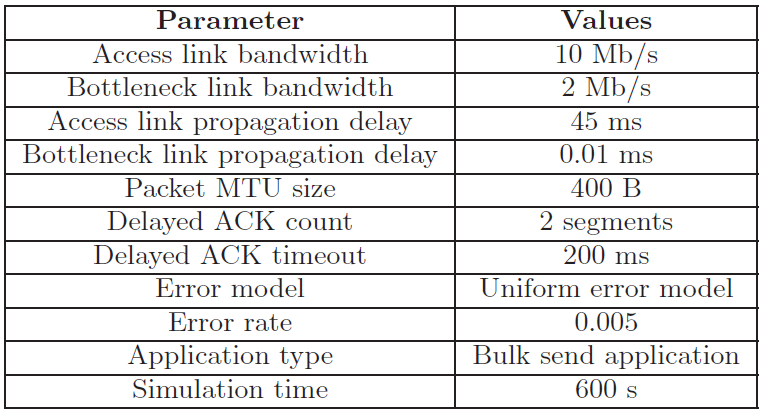 Parameter Values
Access link bandwidth 10 Mb/s
Bottleneck link bandwidth 2 Mb/s
Access link propagation delay 45 ms
Bottleneck link propagation delay 0.01 ms
Packet MTU size 400 B
Delayed ACK count 2 segments
Delayed ACK timeout 200 ms
Error model Uniform error model
Error rate 0.005
Application type Bulk send application
Simulation time 600 s